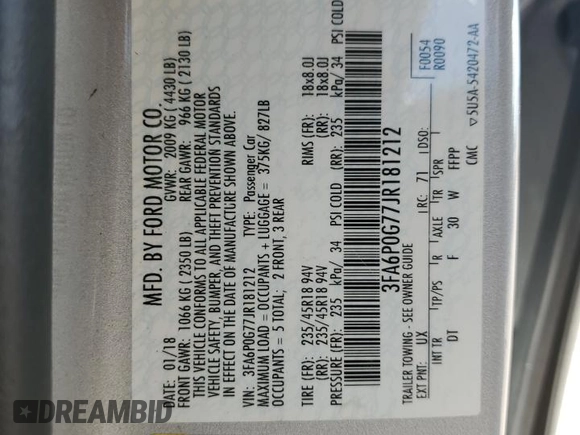 MFD. BY FORD MOTOR CO.
DATE: 01/18 GVWR: 2009 KG ( 4430 LB)
FRONT GAWR: 1066 KG ( 2350 LB) REAR GAWR: 966 KG ( 2130 LB)
THIS VEHICLE CONFORMS TO ALL APPLICABLE FEDERAL MOTOR
VEHICLE SAFETY, BUMPER, AND THEFT PREVENTION STANDARDS
IN EFFECT ON THE DATE OF MANUFACTURE SHOWN ABOVE.
VIN: 3FA6P0G77JR181212 TYPE: Passenger Car
MAXIMUM LOAD = OCCUPANTS + LUGGAGE = 375KG/ 827LB
OCCUPANTS = 5 TOTAL; 2 FRONT, 3 REAR
TIRE (FR): 235/45R18 94V RIMS (FR): 18x8.0J
(RR): 235/45R18 94V (RR): 18x8.0J
PRESSURE (FR): 235 kPa/ 34 PSI COLD (RR): 235 kPa/ 34 PSI COLD
3FA6P0G77JR181212
F0054
R0090
TRAILER TOWING - SEE OWNER GUIDE
EXT PNT: UX RC: 71 DSO:
INT TR TP/PS R AXLE TR SPR
DT F 30 W FFPP
CMC ▽5U5A-5420472-AA
DREAMBID